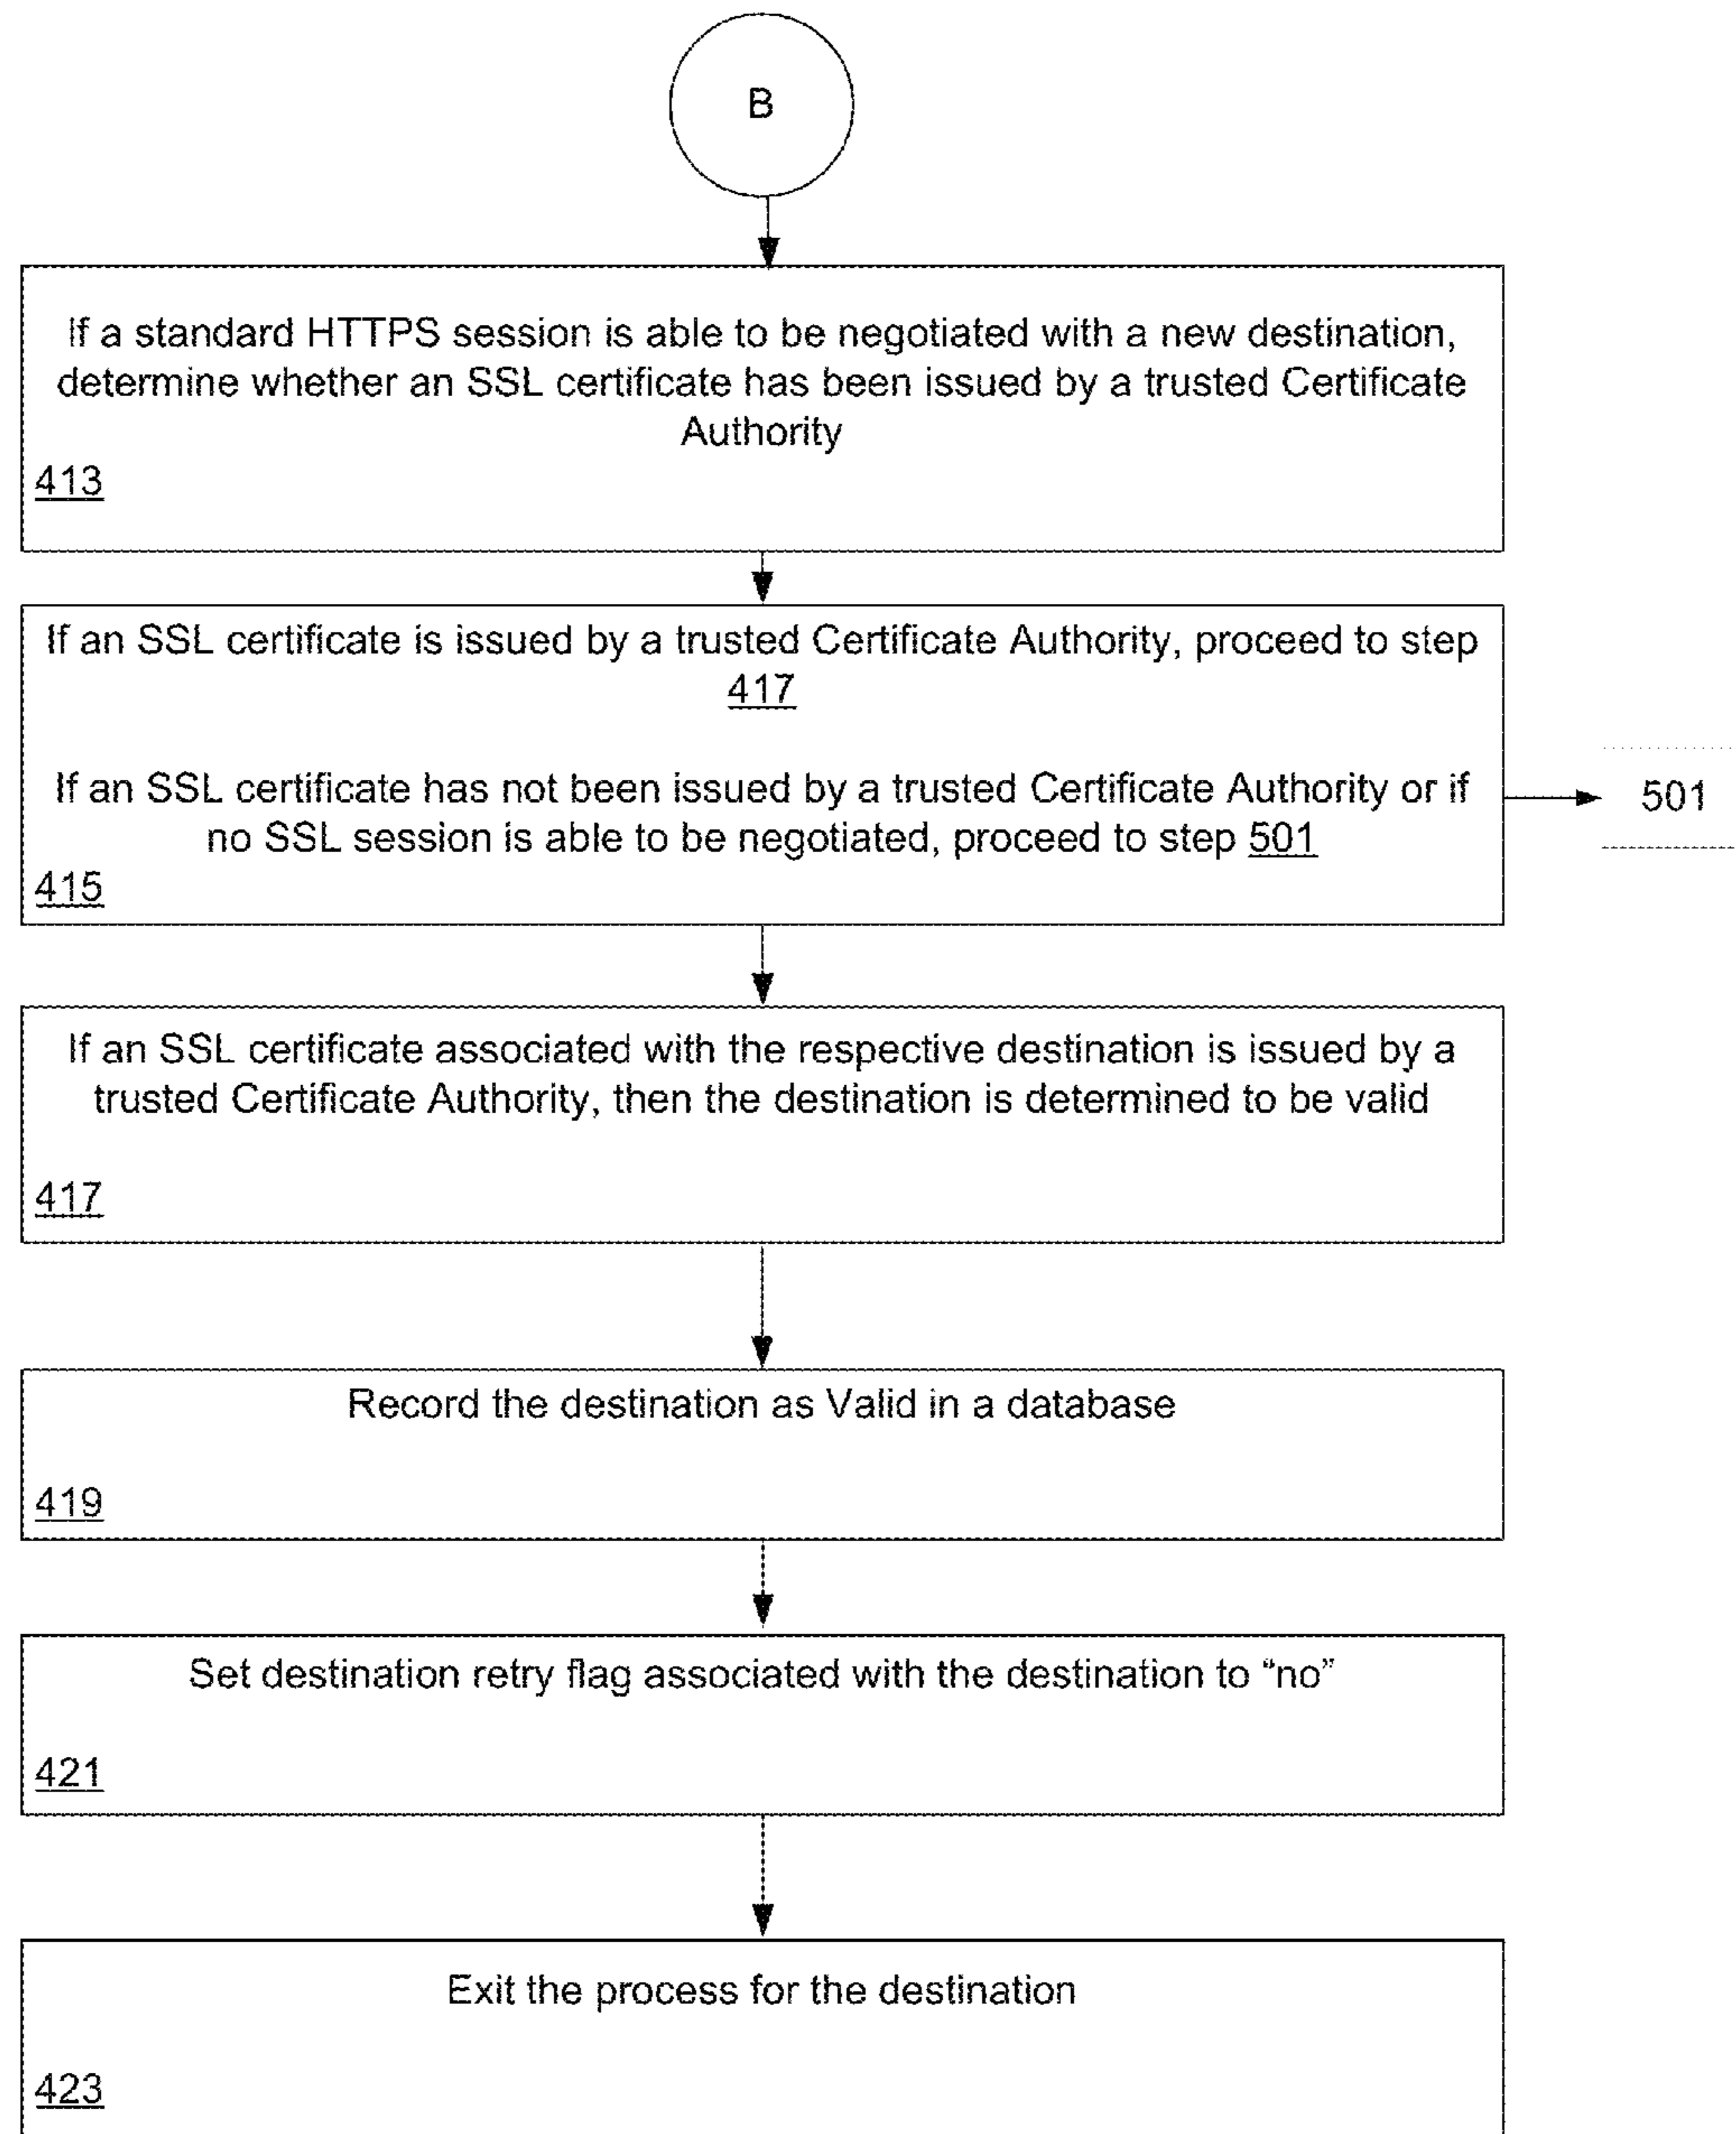 B
If a standard HTTPS session is able to be negotiated with a new destination,
determine whether an SSL certificate has been issued by a trusted Certificate
Authority
413
If an SSL certificate is issued by a trusted Certificate Authority, proceed to step
417
If an SSL certificate has not been issued by a trusted Certificate Authority or if
no SSL session is able to be negotiated, proceed to step 501
415
501
If an SSL certificate associated with the respective destination is issued by a
trusted Certificate Authority, then the destination is determined to be valid
417
Record the destination as Valid in a database
419
Set destination retry flag associated with the destination to “no”
421
Exit the process for the destination
423